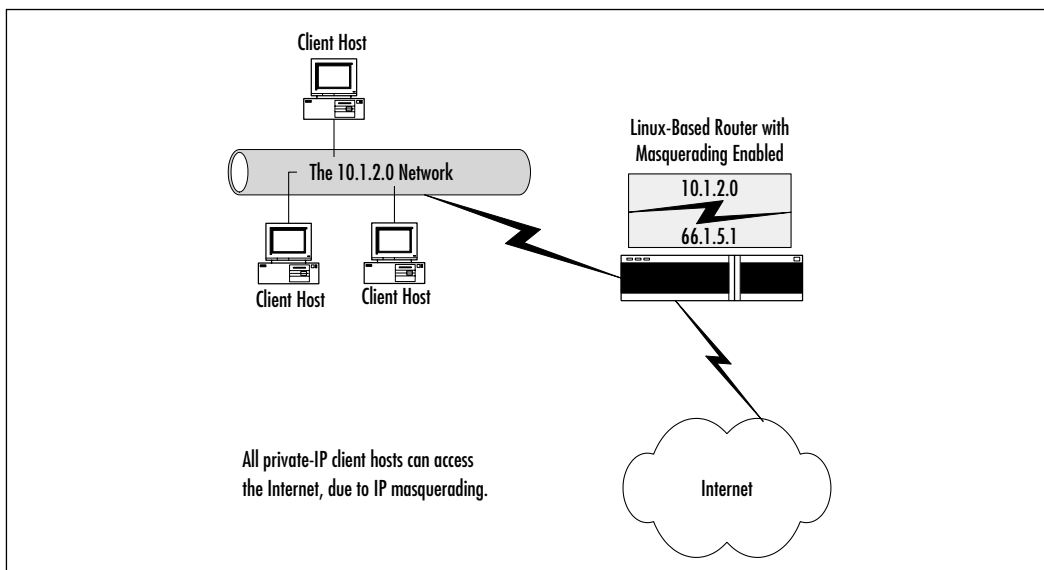 Client Host
Linux-Based Router with
Masquerading Enabled
The 10.1.2.0 Network
10.1.2.0
66.1.5.1
Client Host
Client Host
All private-IP client hosts can access
the Internet, due to IP masquerading.
Internet